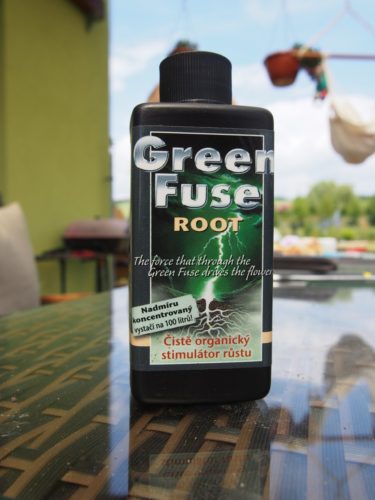 Green
Fuse
ROOT
The force that through the
Green Fuse drives the flower
Nadmíru
koncentrovaný
vystačí na 100 litrů!
Čistě organický
stimulátor růstu